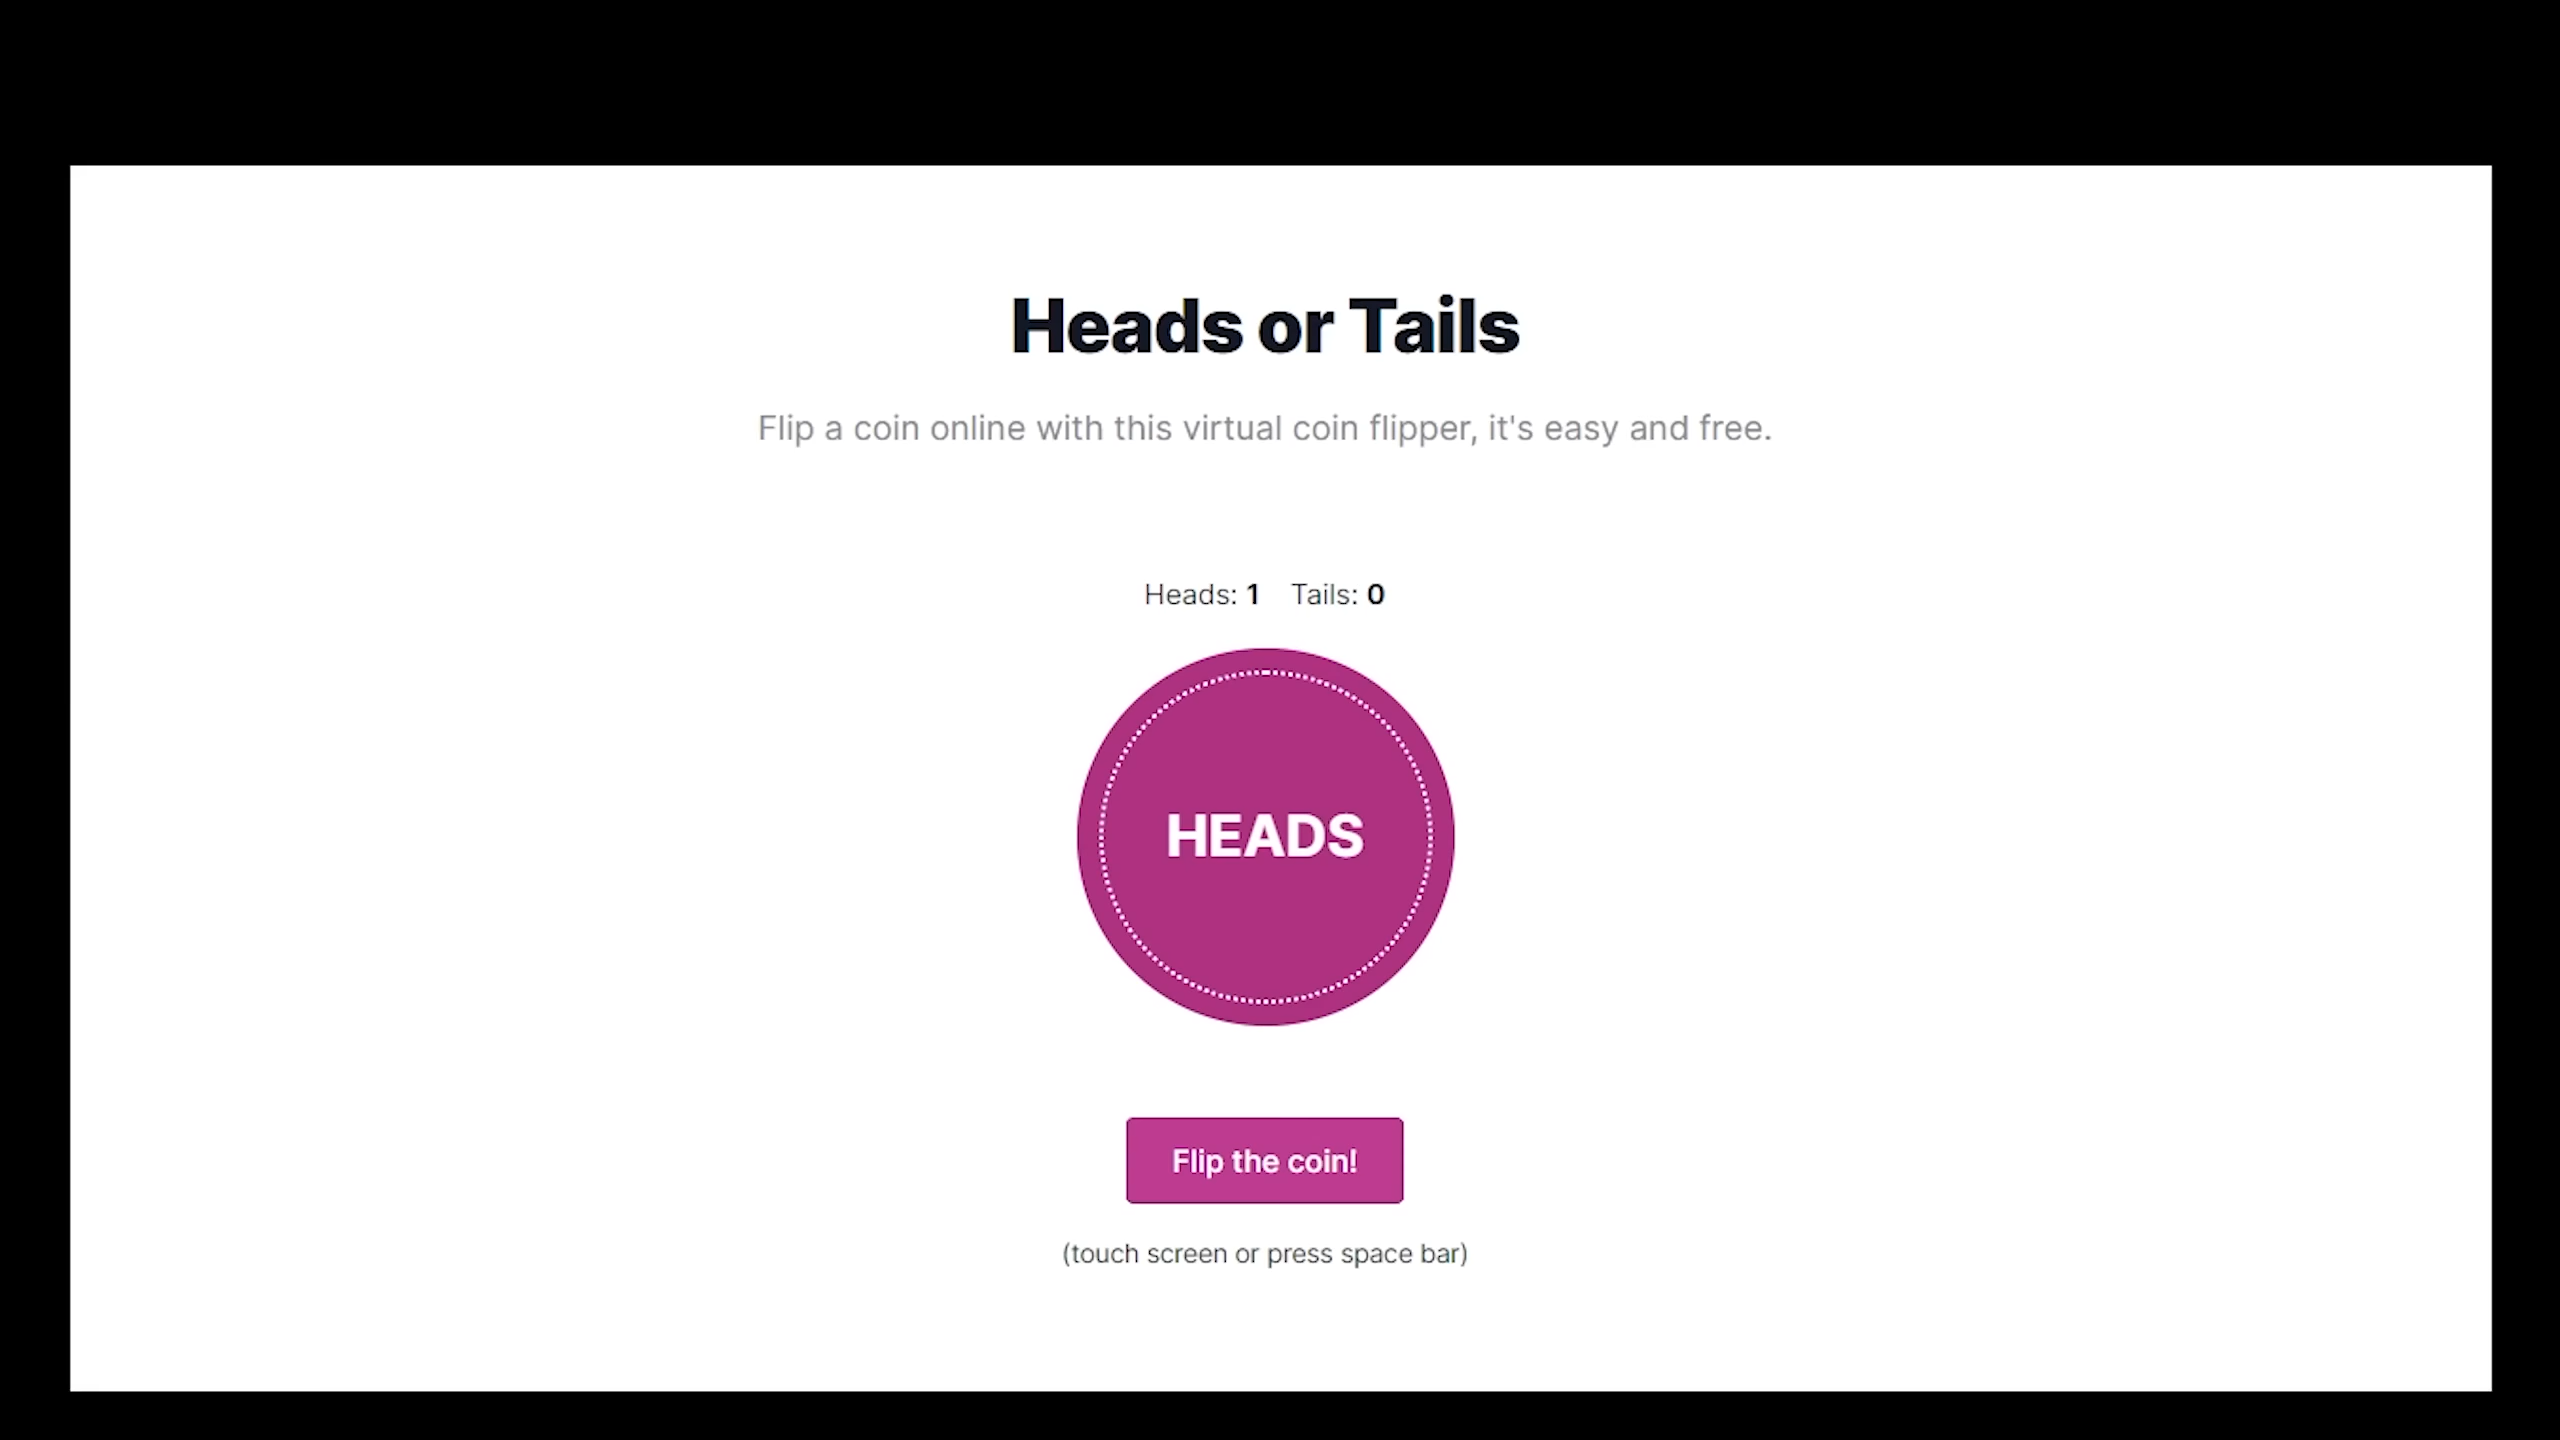 Heads or Tails
Flip a coin online with this virtual coin flipper, it's easy and free.
Heads: 1 Tails: 0
HEADS
Flip the coin!
(touch screen or press space bar)